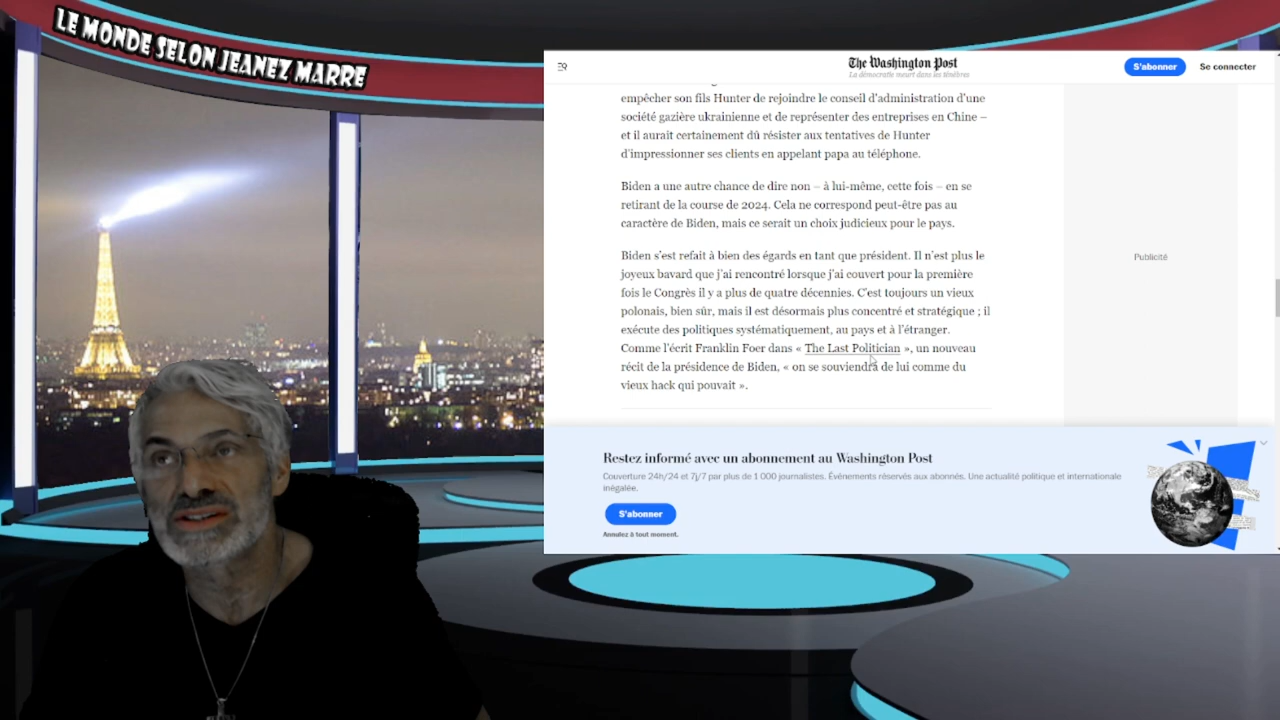 LE MONDE SELON JEANEZ MARRE
The Washington Post
La démocratie meurt dans les ténèbres
S'abonner
Se connecter
empêcher son fils Hunter de rejoindre le conseil d'administration d'une
société gazière ukrainienne et de représenter des entreprises en Chine –
et il aurait certainement dû résister aux tentatives de Hunter
d'impressionner ses clients en appelant papa au téléphone.
Biden a une autre chance de dire non – à lui-même, cette fois – en se
retirant de la course de 2024. Cela ne correspond peut-être pas au
caractère de Biden, mais ce serait un choix judicieux pour le pays.
Biden s'est refait à bien des égards en tant que président. Il n'est plus le
joyeux bavard que j'ai rencontré lorsque j'ai couvert pour la première
fois le Congrès il y a plus de quatre décennies. C'est toujours un vieux
polonais, bien sûr, mais il est désormais plus concentré et stratégique ; il
exécute des politiques systématiquement, au pays et à l'étranger.
Comme l'écrit Franklin Foer dans « The Last Politician », un nouveau
récit de la présidence de Biden, « on se souviendra de lui comme du
vieux hack qui pouvait ».
Publicité
Restez informé avec un abonnement au Washington Post
Couverture 24h/24 et 7j/7 par plus de 1 000 journalistes. Événements réservés aux abonnés. Une actualité politique et internationale
inégalée.
S'abonner
Annulez à tout moment.